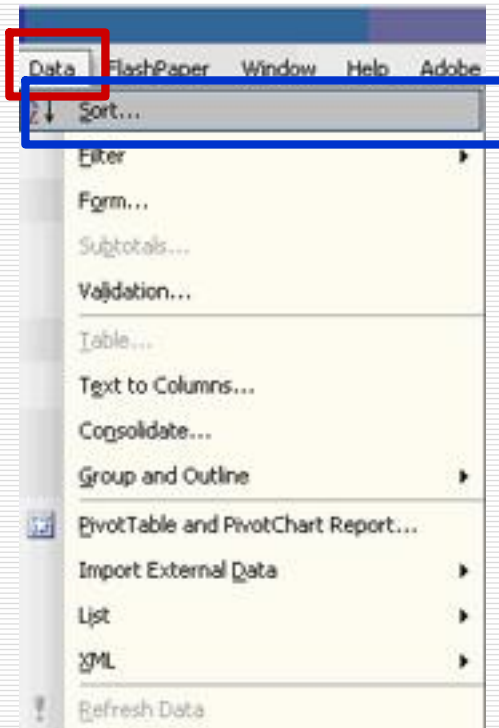 Data FlashPaper Window Help Adobe
Sort...
Filter
Form...
Subtotals...
Validation...
Table...
Text to Columns...
Consolidate...
Group and Outline
PivotTable and PivotChart Report...
Import External Data
List
XML
Refresh Data